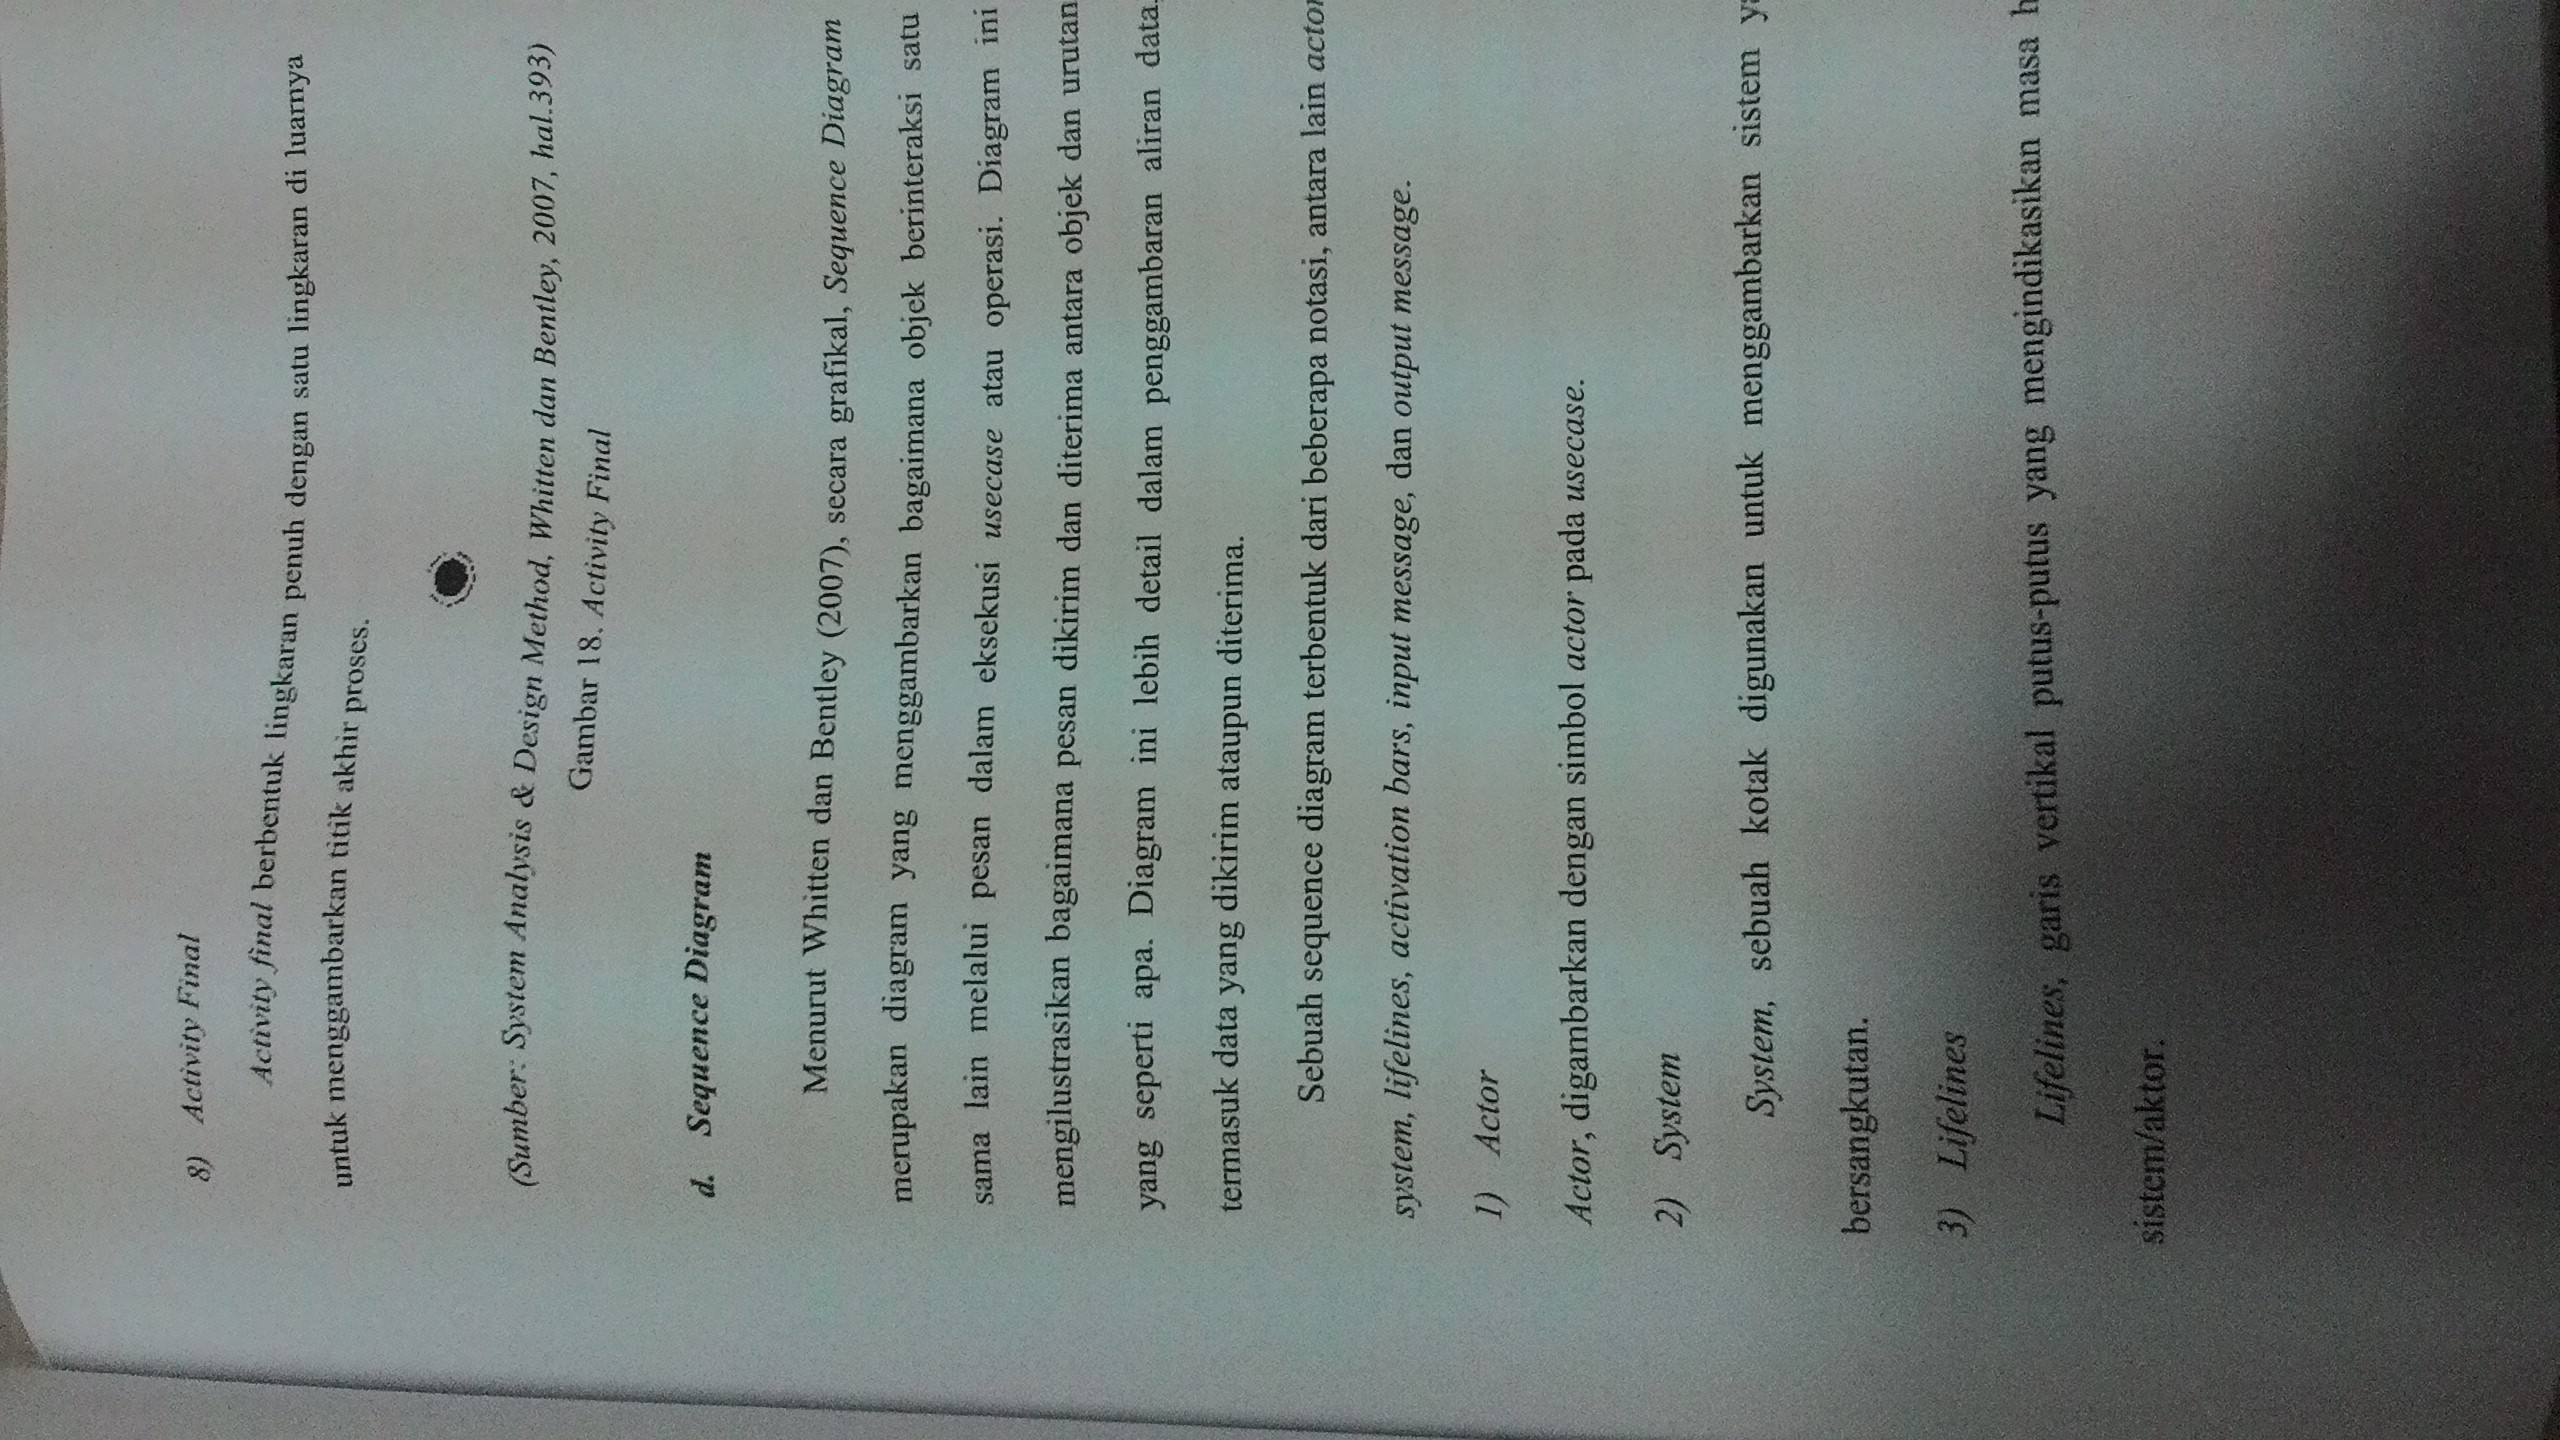 8) Activity Final
Activity final berbentuk lingkaran penuh dengan satu lingkaran di luarnya
untuk menggambarkan titik akhir proses.
(Sumber: System Analysis & Design Method, Whitten dan Bentley, 2007, hal.393)
Gambar 18. Activity Final
d. Sequence Diagram
Menurut Whitten dan Bentley (2007), secara grafikal, Sequence Diagram
merupakan diagram yang menggambarkan bagaimana objek berinteraksi satu
sama lain melalui pesan dalam eksekusi usecase atau operasi. Diagram ini
mengilustrasikan bagaimana pesan dikirim dan diterima antara objek dan urutan
yang seperti apa. Diagram ini lebih detail dalam penggambaran aliran data,
termasuk data yang dikirim ataupun diterima.
Sebuah sequence diagram terbentuk dari beberapa notasi, antara lain actor
system, lifelines, activation bars, input message, dan output message.
1) Actor
Actor, digambarkan dengan simbol actor pada usecase.
2) System
System, sebuah kotak digunakan untuk menggambarkan sistem
bersangkutan.
3) Lifelines
Lifelines, garis vertikal putus-putus yang mengindikasikan masa
sistem/aktor.